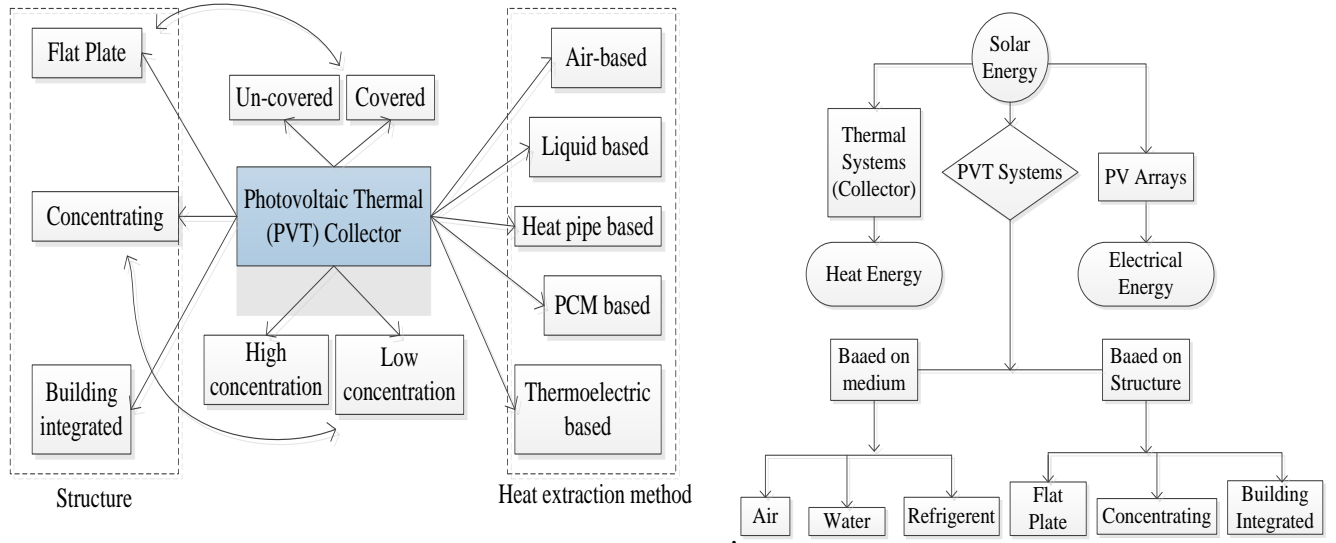 Flat Plate
Un-covered
Covered
Photovoltaic Thermal
(PVT) Collector
Concentrating
Building
integrated
High
concentration
Low
concentration
Structure
Air-based
Liquid based
Heat pipe based
PCM based
Thermoelectric
based
Heat extraction method
Solar
Energy
Thermal
Systems
(Collector)
PVT Systems
PV Arrays
Heat Energy
Electrical
Energy
Baaed on
medium
Baaed on
Structure
Air
Water
Refrigerent
Flat
Plate
Concentrating
Building
Integrated